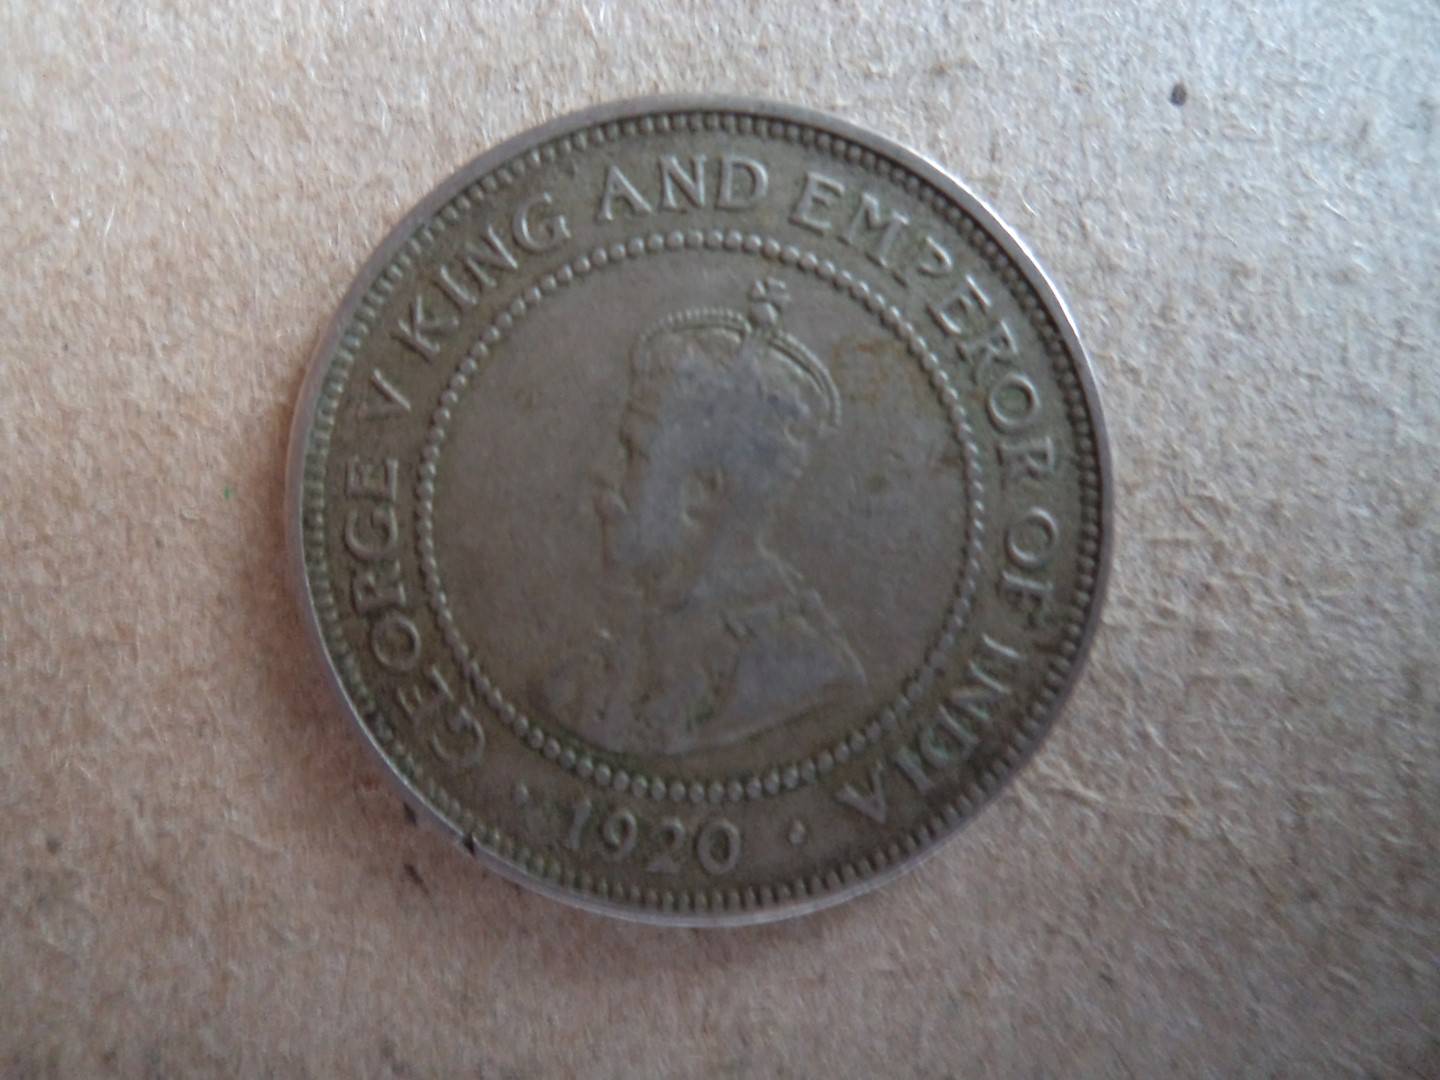 GEORGE V KING AND EMPEROR OF INDIA
· 1920 ·